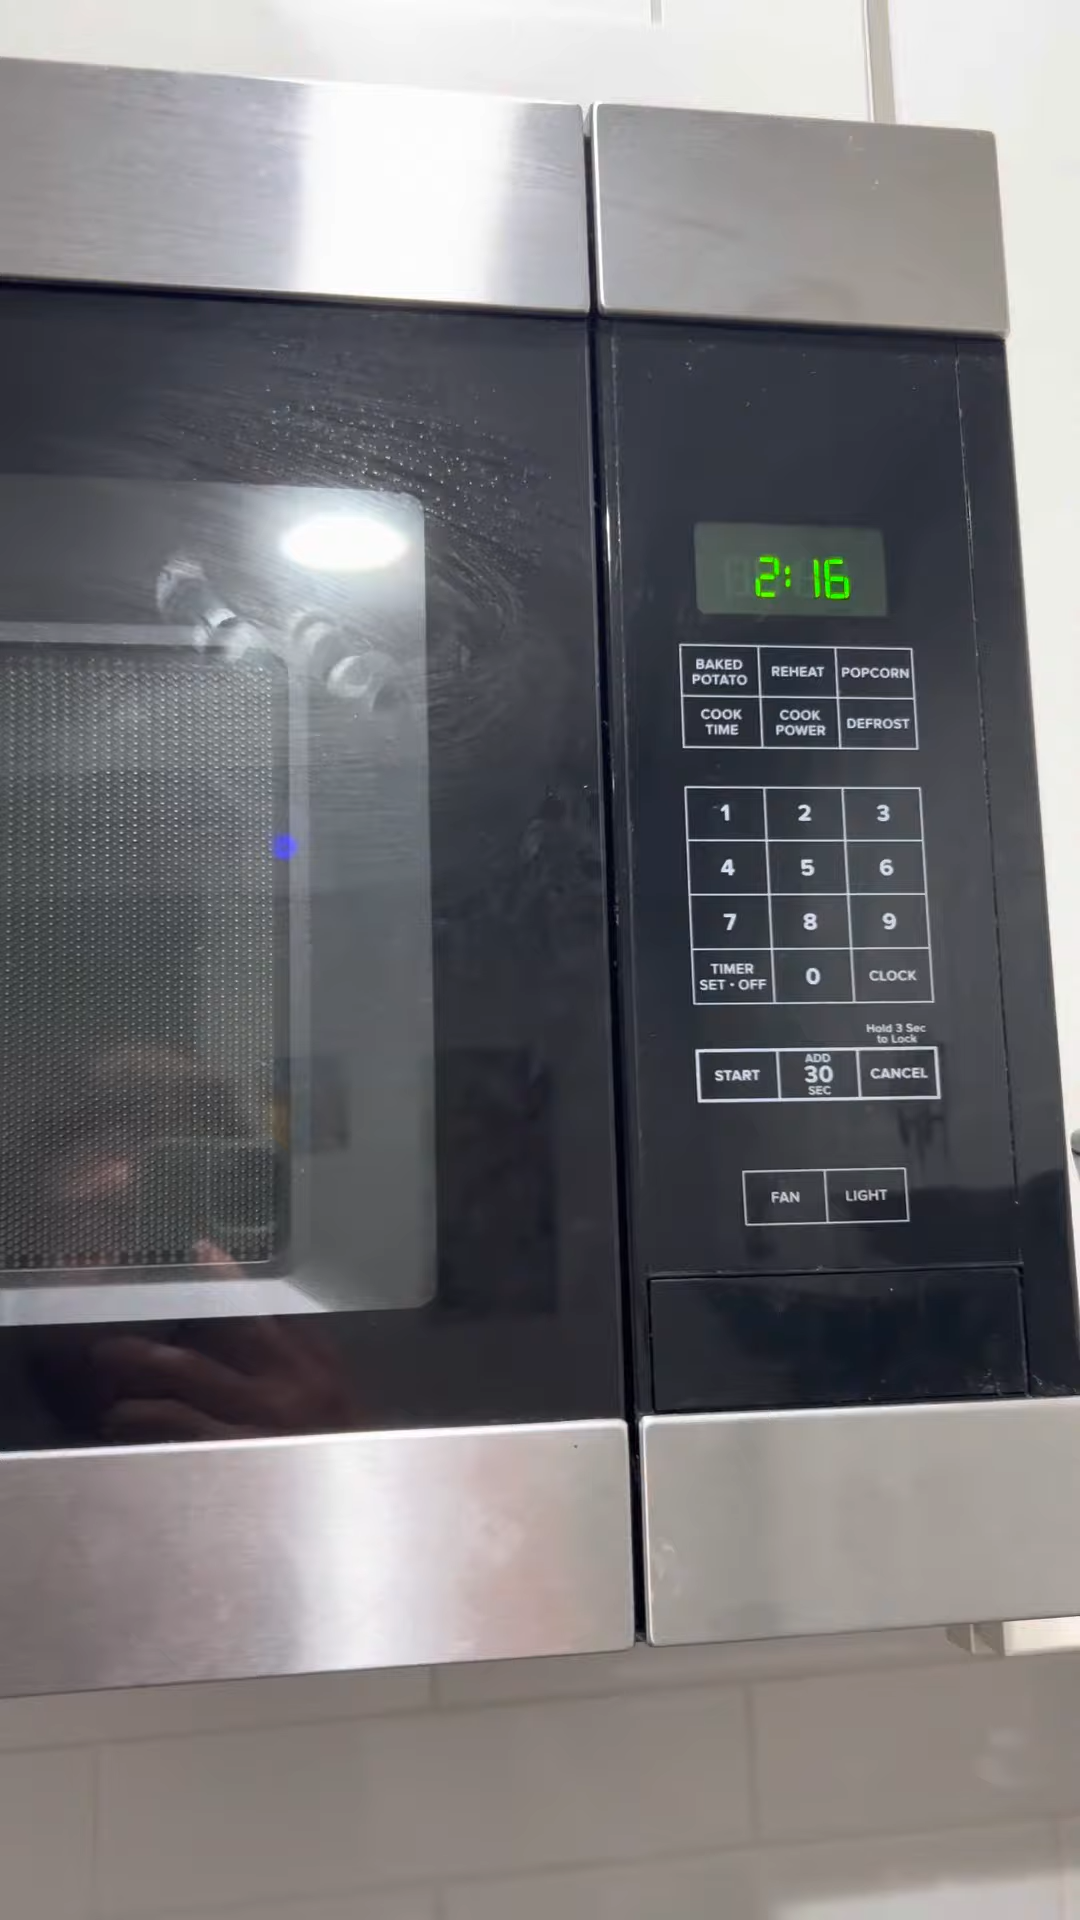 2:16
BAKED POTATO
REHEAT
POPCORN
COOK TIME
COOK POWER
DEFROST
1 2 3
4 5 6
7 8 9
TIMER SET • OFF
0
CLOCK
Hold 3 Sec
to Lock
START
ADD
30
SEC
CANCEL
FAN
LIGHT